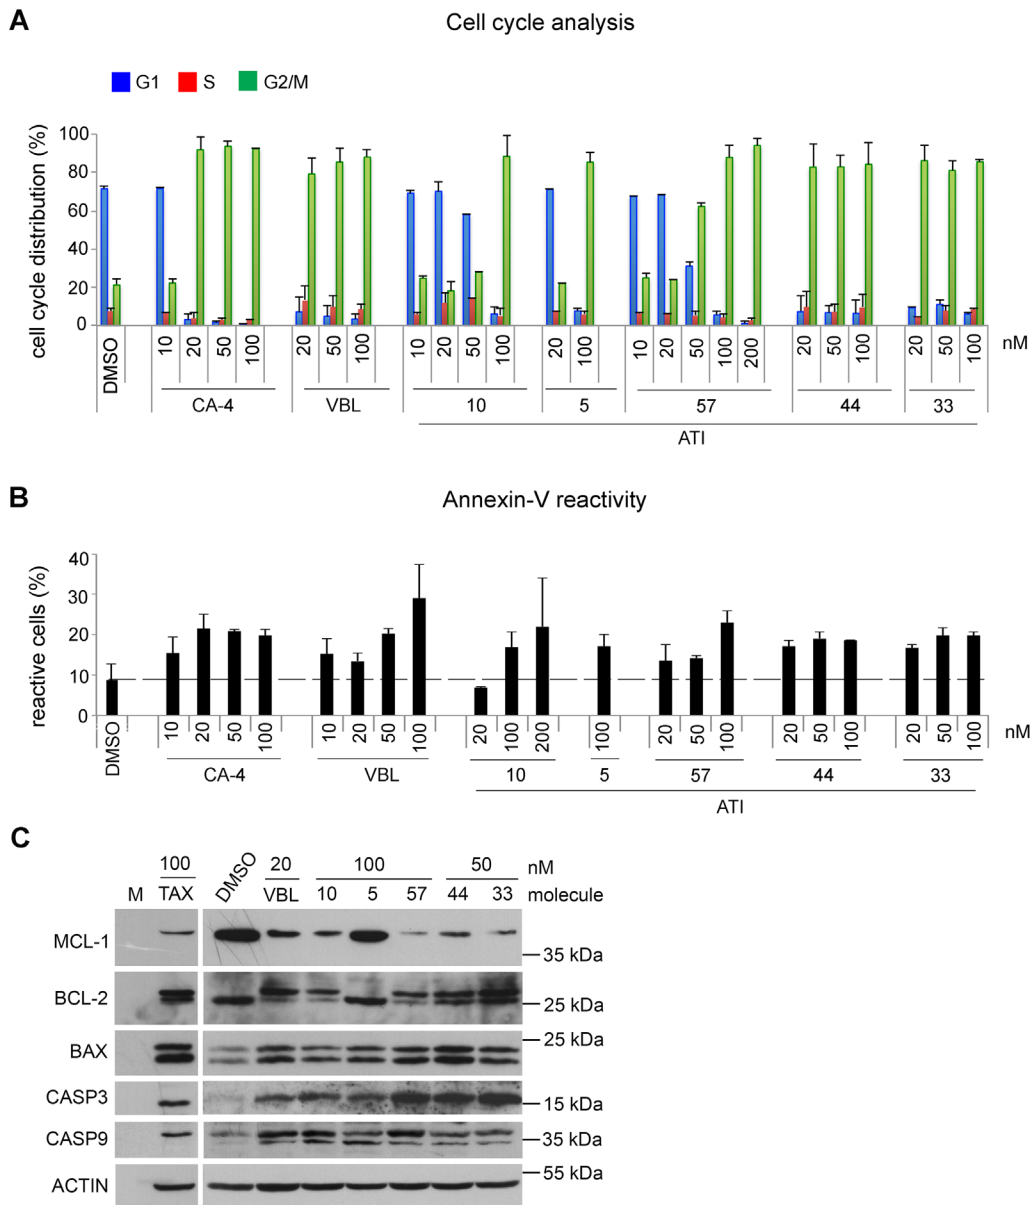 A
Cell cycle analysis
G1 S G2/M
cell cycle distribution (%)
100
80
60
40
20
0
DMSO 10 20 50 100 20 50 100 10 20 50 100 20 100 10 20 50 100 200 20 50 100 20 50 100 nM
CA-4 VBL 10 5 57 44 33
ATI
B
Annexin-V reactivity
reactive cells (%)
40
30
20
10
0
DMSO 10 20 50 100 10 20 50 100 20 100 200 100 20 50 100 20 50 100 20 50 100 nM
CA-4 VBL 10 5 57 44 33
ATI
C
100 DMSO 20 100 50 nM
M TAX VBL 10 5 57 44 33 molecule
MCL-1 35 kDa
BCL-2 25 kDa
BAX 25 kDa
CASP3 15 kDa
CASP9 35 kDa
ACTIN 55 kDa